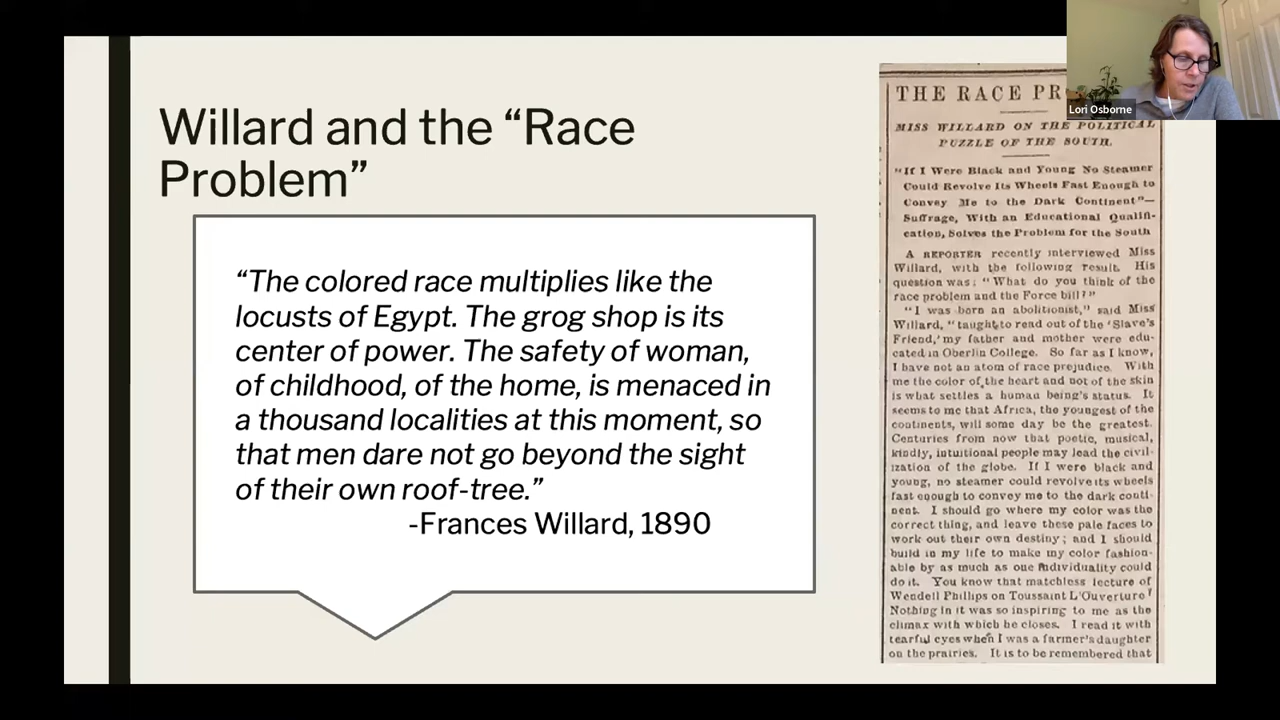 Willard and the “Race
Problem”
“The colored race multiplies like the
locusts of Egypt. The grog shop is its
center of power. The safety of woman,
of childhood, of the home, is menaced in
a thousand localities at this moment, so
that men dare not go beyond the sight
of their own roof-tree.”
-Frances Willard, 1890
THE RACE PR
MISS WILLARD ON THE POLITICAL
PUZZLE OF THE SOUTH.
"If I Were Black and Young No Steamer
Could Revolve Its Wheels Fast Enough to
Convey Me to the Dark Continent"—
Suffrage, With an Educational Qualifi-
cation, Solves the Problem for the South
A REPORTER recently interviewed Miss
Willard, with the following result. His
question was: "What do you think of the
race problem and the Force bill?"
"I was born an abolitionist," said Miss
Willard, "taught to read out of the 'Slave's
Friend,' my father and mother were edu-
cated in Oberlin College. So far as I know,
I have not an atom of race prejudice. With
me the color of the heart and not of the skin
is what settles a human being's status. It
seems to me that Africa, the youngest of the
continents, will some day be the greatest.
Centuries from now that poetic, musical,
kindly, intuitional people may lead the civil-
ization of the globe. If I were black and
young, no steamer could revolve its wheels
fast enough to convey me to the dark conti-
nent. I should go where my color was the
correct thing, and leave these pale faces to
work out their own destiny; and I should
build in my life to make my color fashion-
able by as much as one individuality could
do it. You know that matchless lecture of
Wendell Phillips on Toussaint L'Ouverture?
Nothing in it was so inspiring to me as the
climax with which he closes. I read it with
tearful eyes when I was a farmer's daughter
on the prairies. It is to be remembered that
Lori Osborne